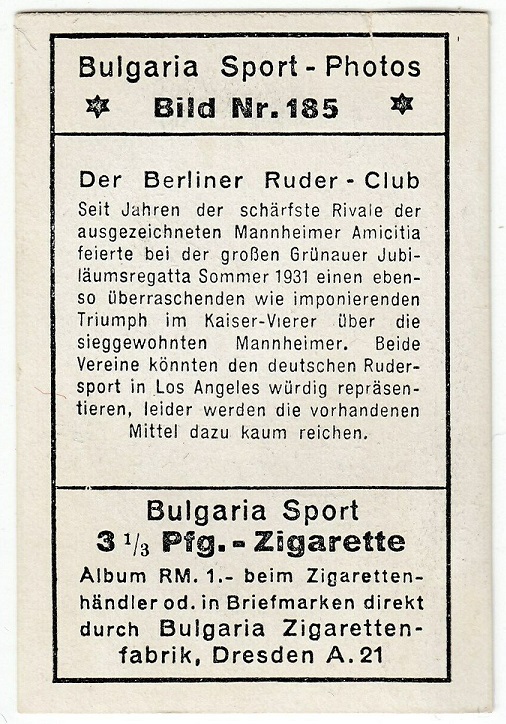 Bulgaria Sport - Photos
Bild Nr. 185
Der Berliner Ruder - Club
Seit Jahren der schärfste Rivale der
ausgezeichneten Mannheimer Amicitia
feierte bei der großen Grünauer Jubi-
läumsregatta Sommer 1931 einen eben-
so überraschenden wie imponierenden
Triumph im Kaiser-Vierer über die
sieggewohnten Mannheimer. Beide
Vereine könnten den deutschen Ruder-
sport in Los Angeles würdig repräsen-
tieren, leider werden die vorhandenen
Mittel dazu kaum reichen.
Bulgaria Sport
3 1/3 Pfg. - Zigarette
Album RM. 1.- beim Zigaretten-
händler od. in Briefmarken direkt
durch Bulgaria Zigaretten-
fabrik, Dresden A. 21